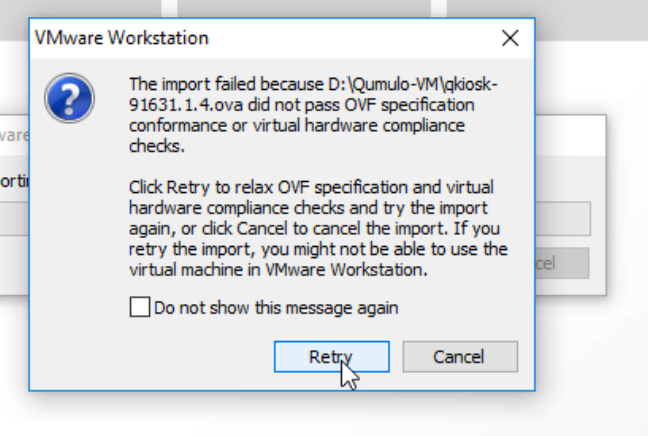 VMware Workstation
The import failed because D:\Qumulo-VM\qkiosk-
91631.1.4.ova did not pass OVF specification
conformance or virtual hardware compliance
checks.
Click Retry to relax OVF specification and virtual
hardware compliance checks and try the import
again, or click Cancel to cancel the import. If you
retry the import, you might not be able to use the
virtual machine in VMware Workstation.
Do not show this message again
Retry
Cancel
ware
orti
cel